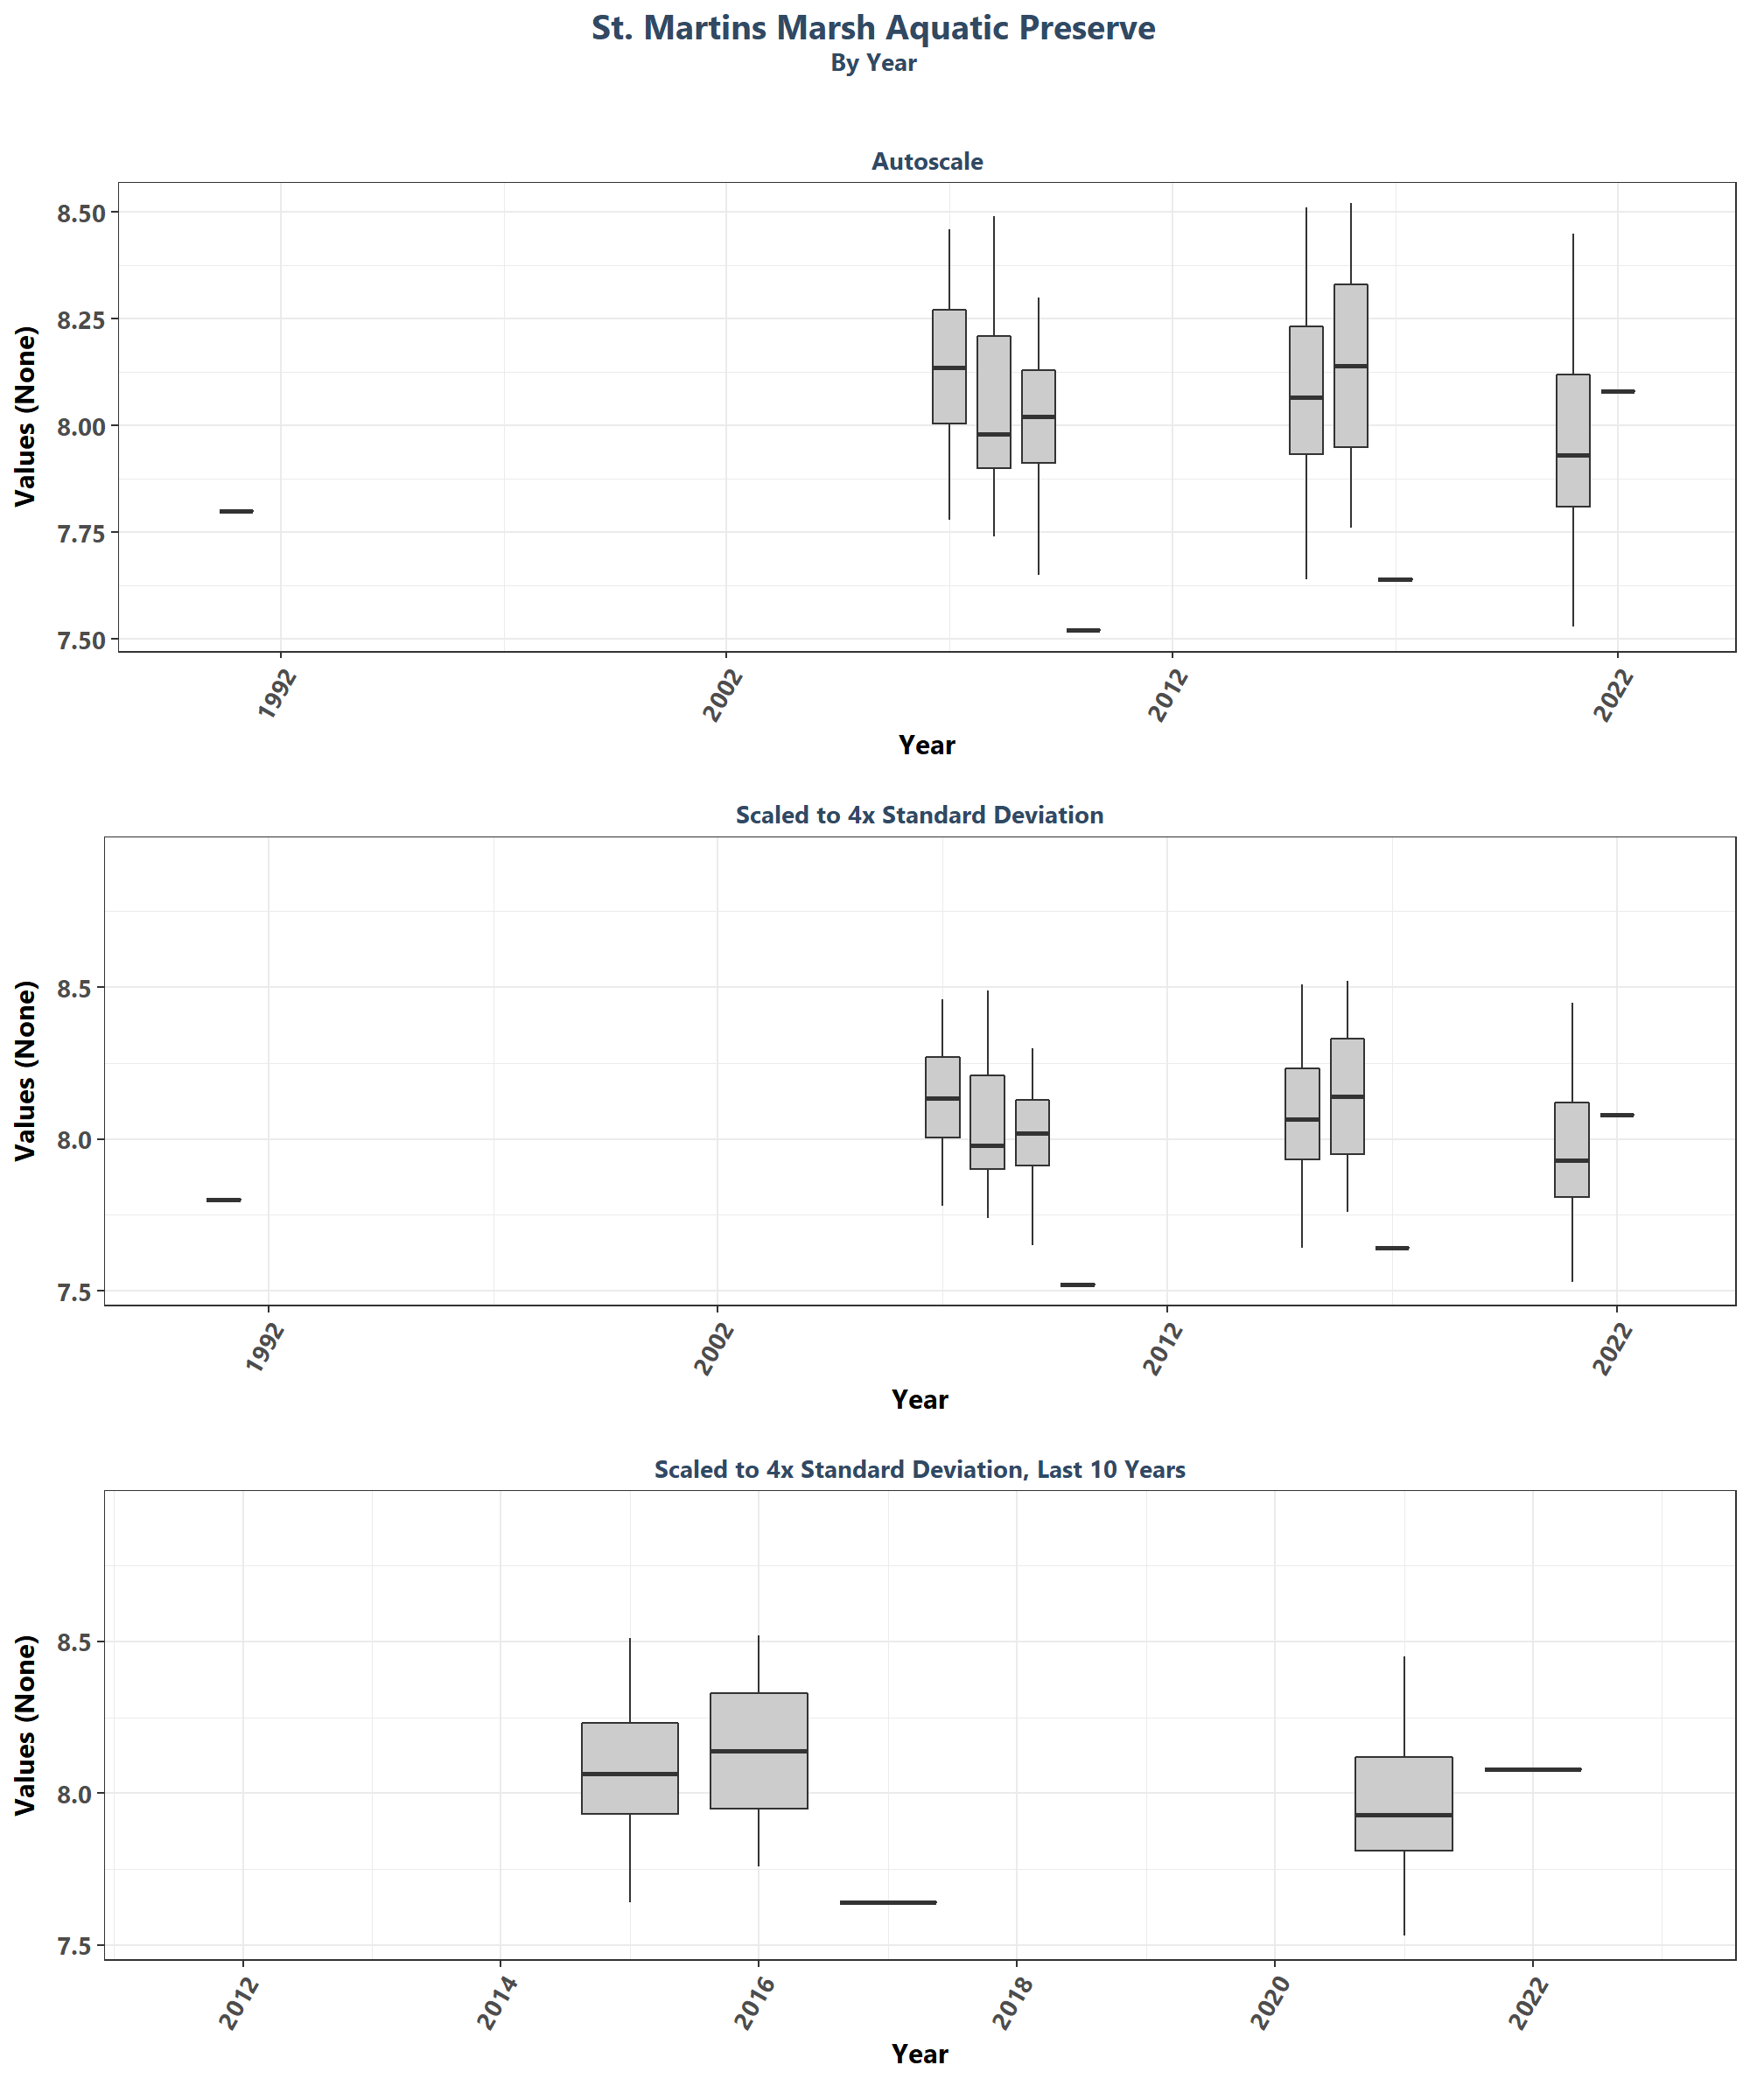 St. Martins Marsh Aquatic Preserve
By Year
Autoscale
Values (None)
8.50
8.25
8.00
7.75
7.50
1992 2002 2012 2022
Year
Scaled to 4x Standard Deviation
Values (None)
8.5
8.0
7.5
1992 2002 2012 2022
Year
Scaled to 4x Standard Deviation, Last 10 Years
Values (None)
8.5
8.0
7.5
2012 2014 2016 2018 2020 2022
Year